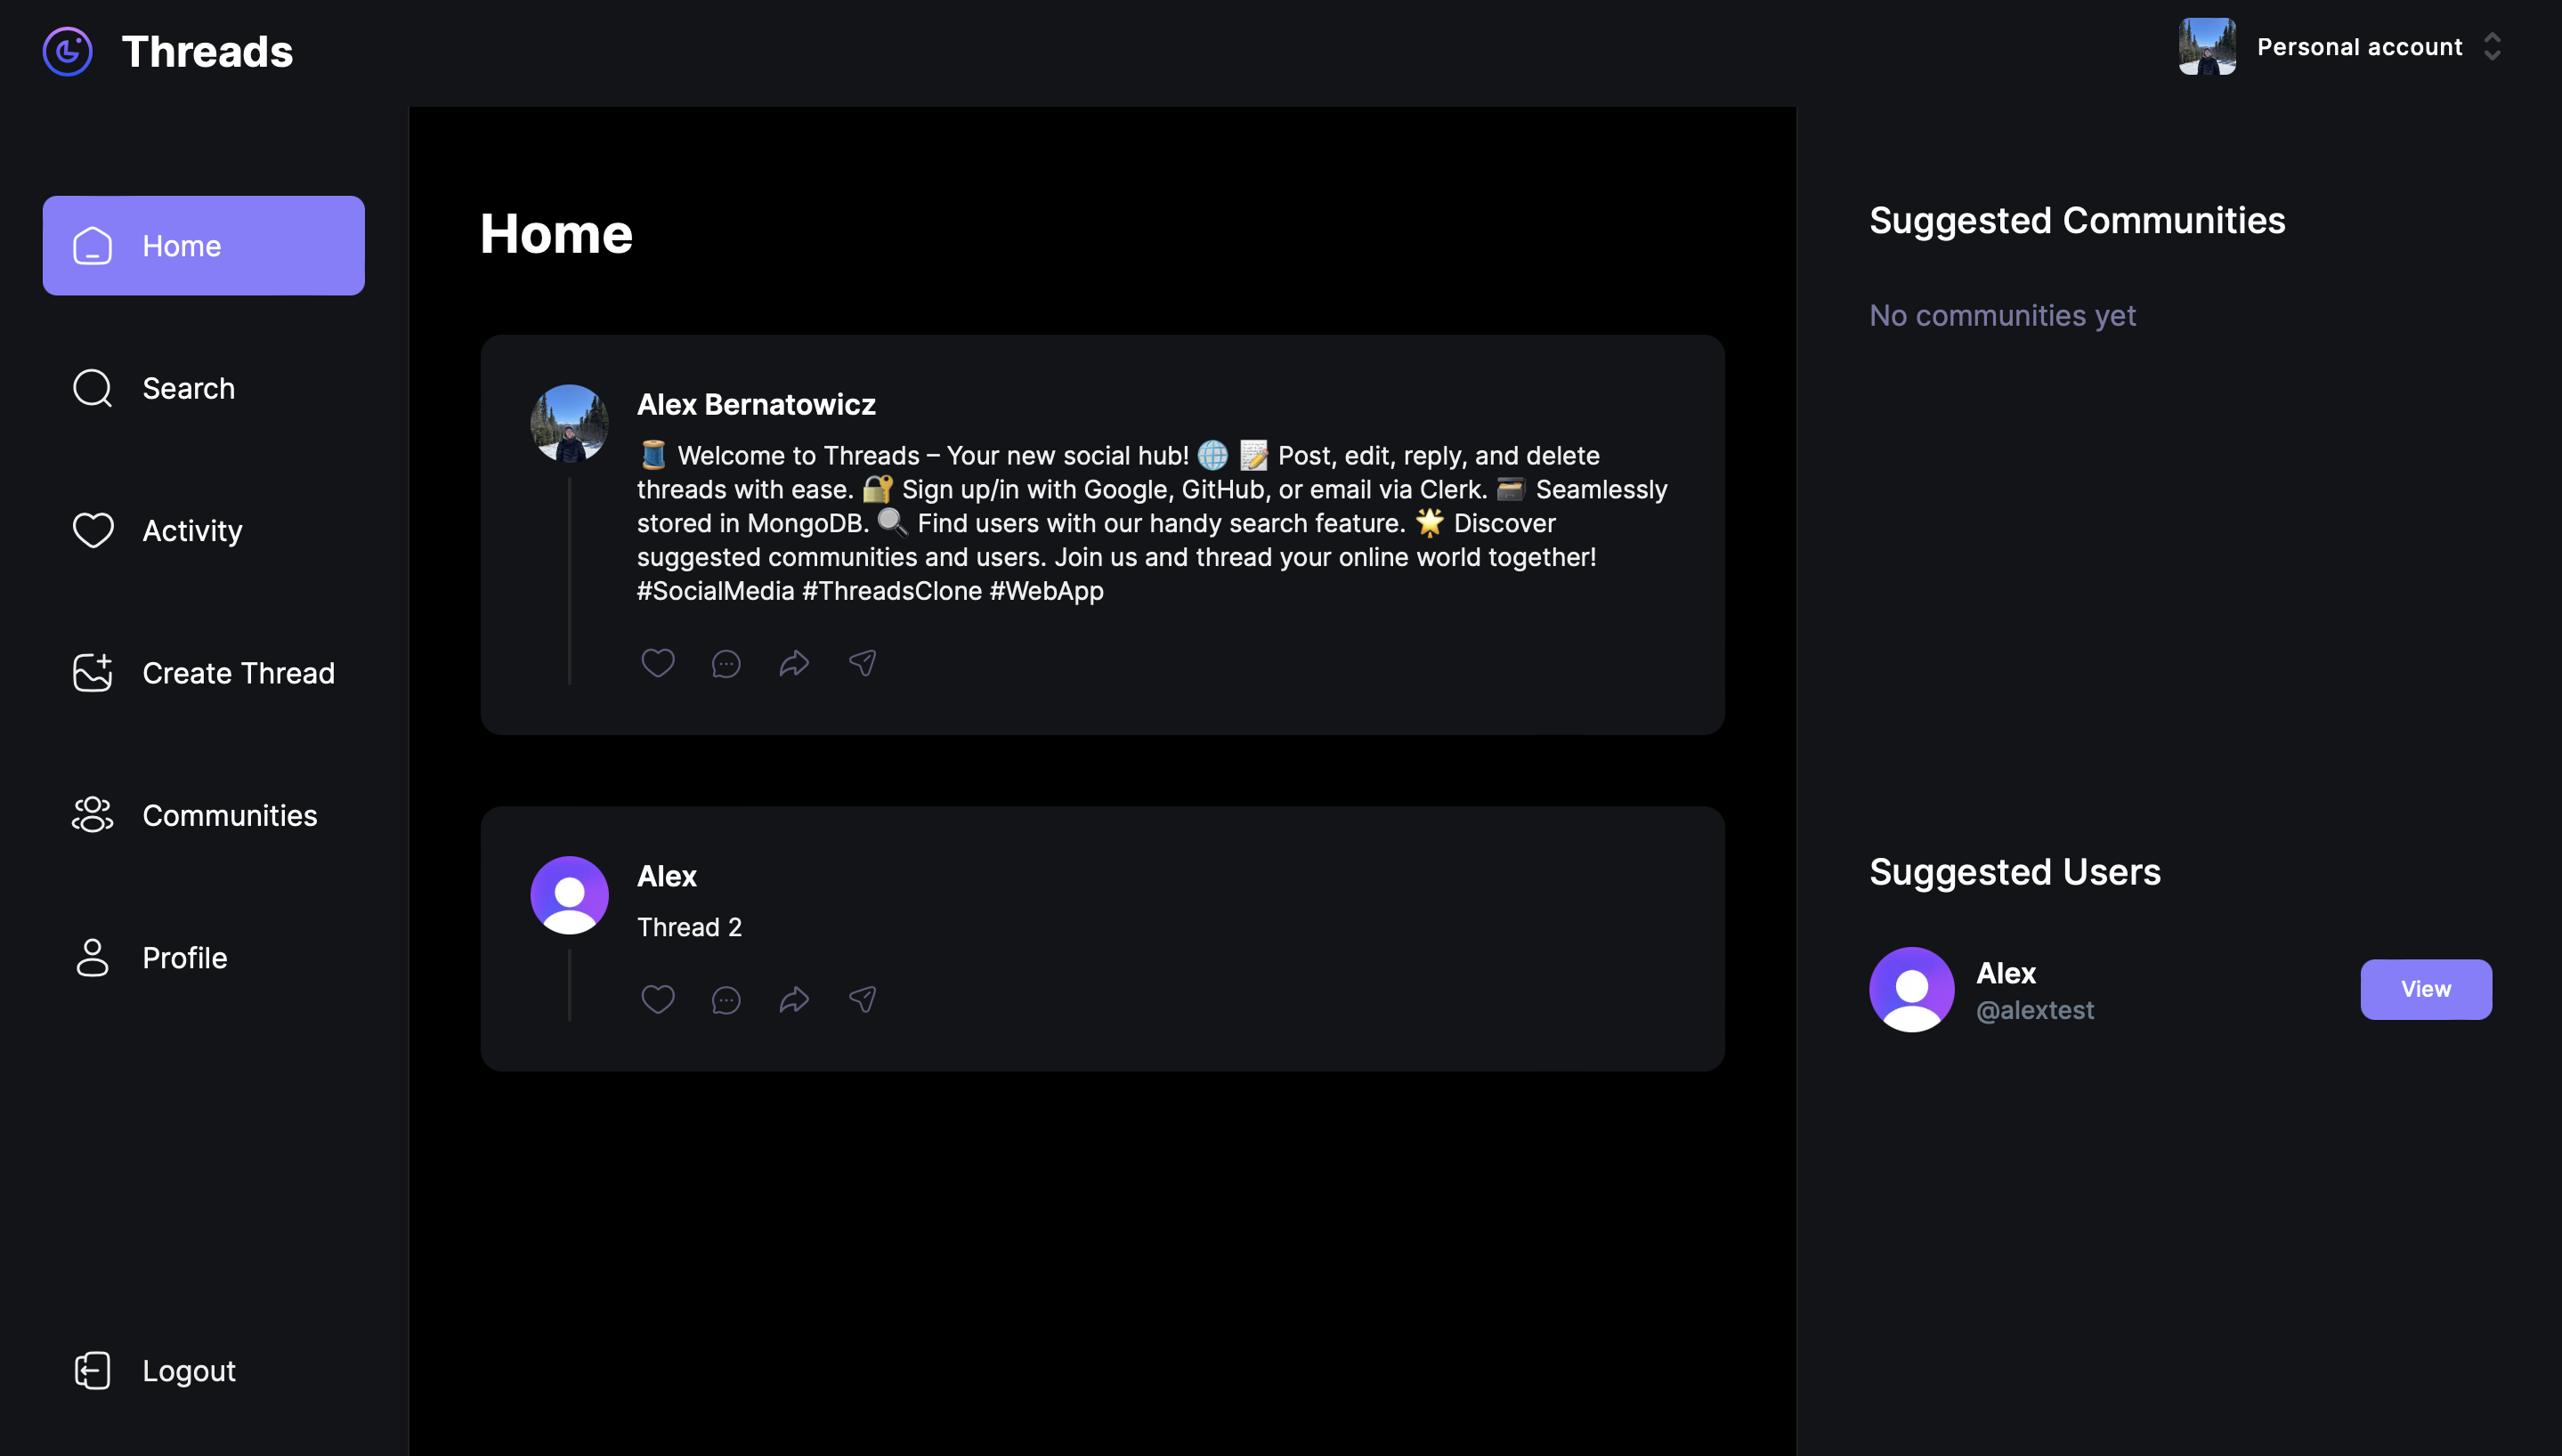 Threads
Personal account
Home
Search
Activity
Create Thread
Communities
Profile
Logout
Home
Alex Bernatowicz
🧵 Welcome to Threads – Your new social hub! 🌐 📝 Post, edit, reply, and delete
threads with ease. 🔐 Sign up/in with Google, GitHub, or email via Clerk. 🗃️ Seamlessly
stored in MongoDB. 🔍 Find users with our handy search feature. 🌟 Discover
suggested communities and users. Join us and thread your online world together!
#SocialMedia #ThreadsClone #WebApp
Alex
Thread 2
Suggested Communities
No communities yet
Suggested Users
Alex
@alextest
View